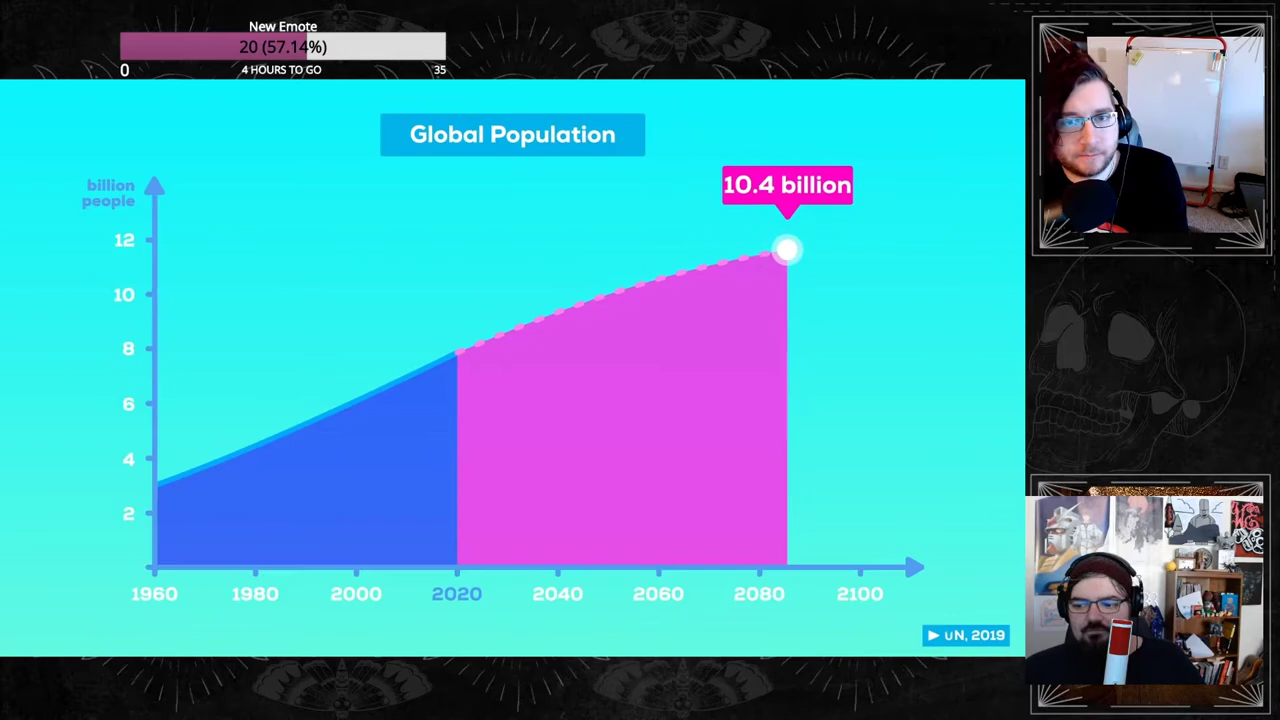 New Emote
20 (57.14%)
0
4 HOURS TO GO
35
Global Population
billion
people
10.4 billion
12
10
8
6
4
2
1960
1980
2000
2020
2040
2060
2080
2100
▶ UN, 2019